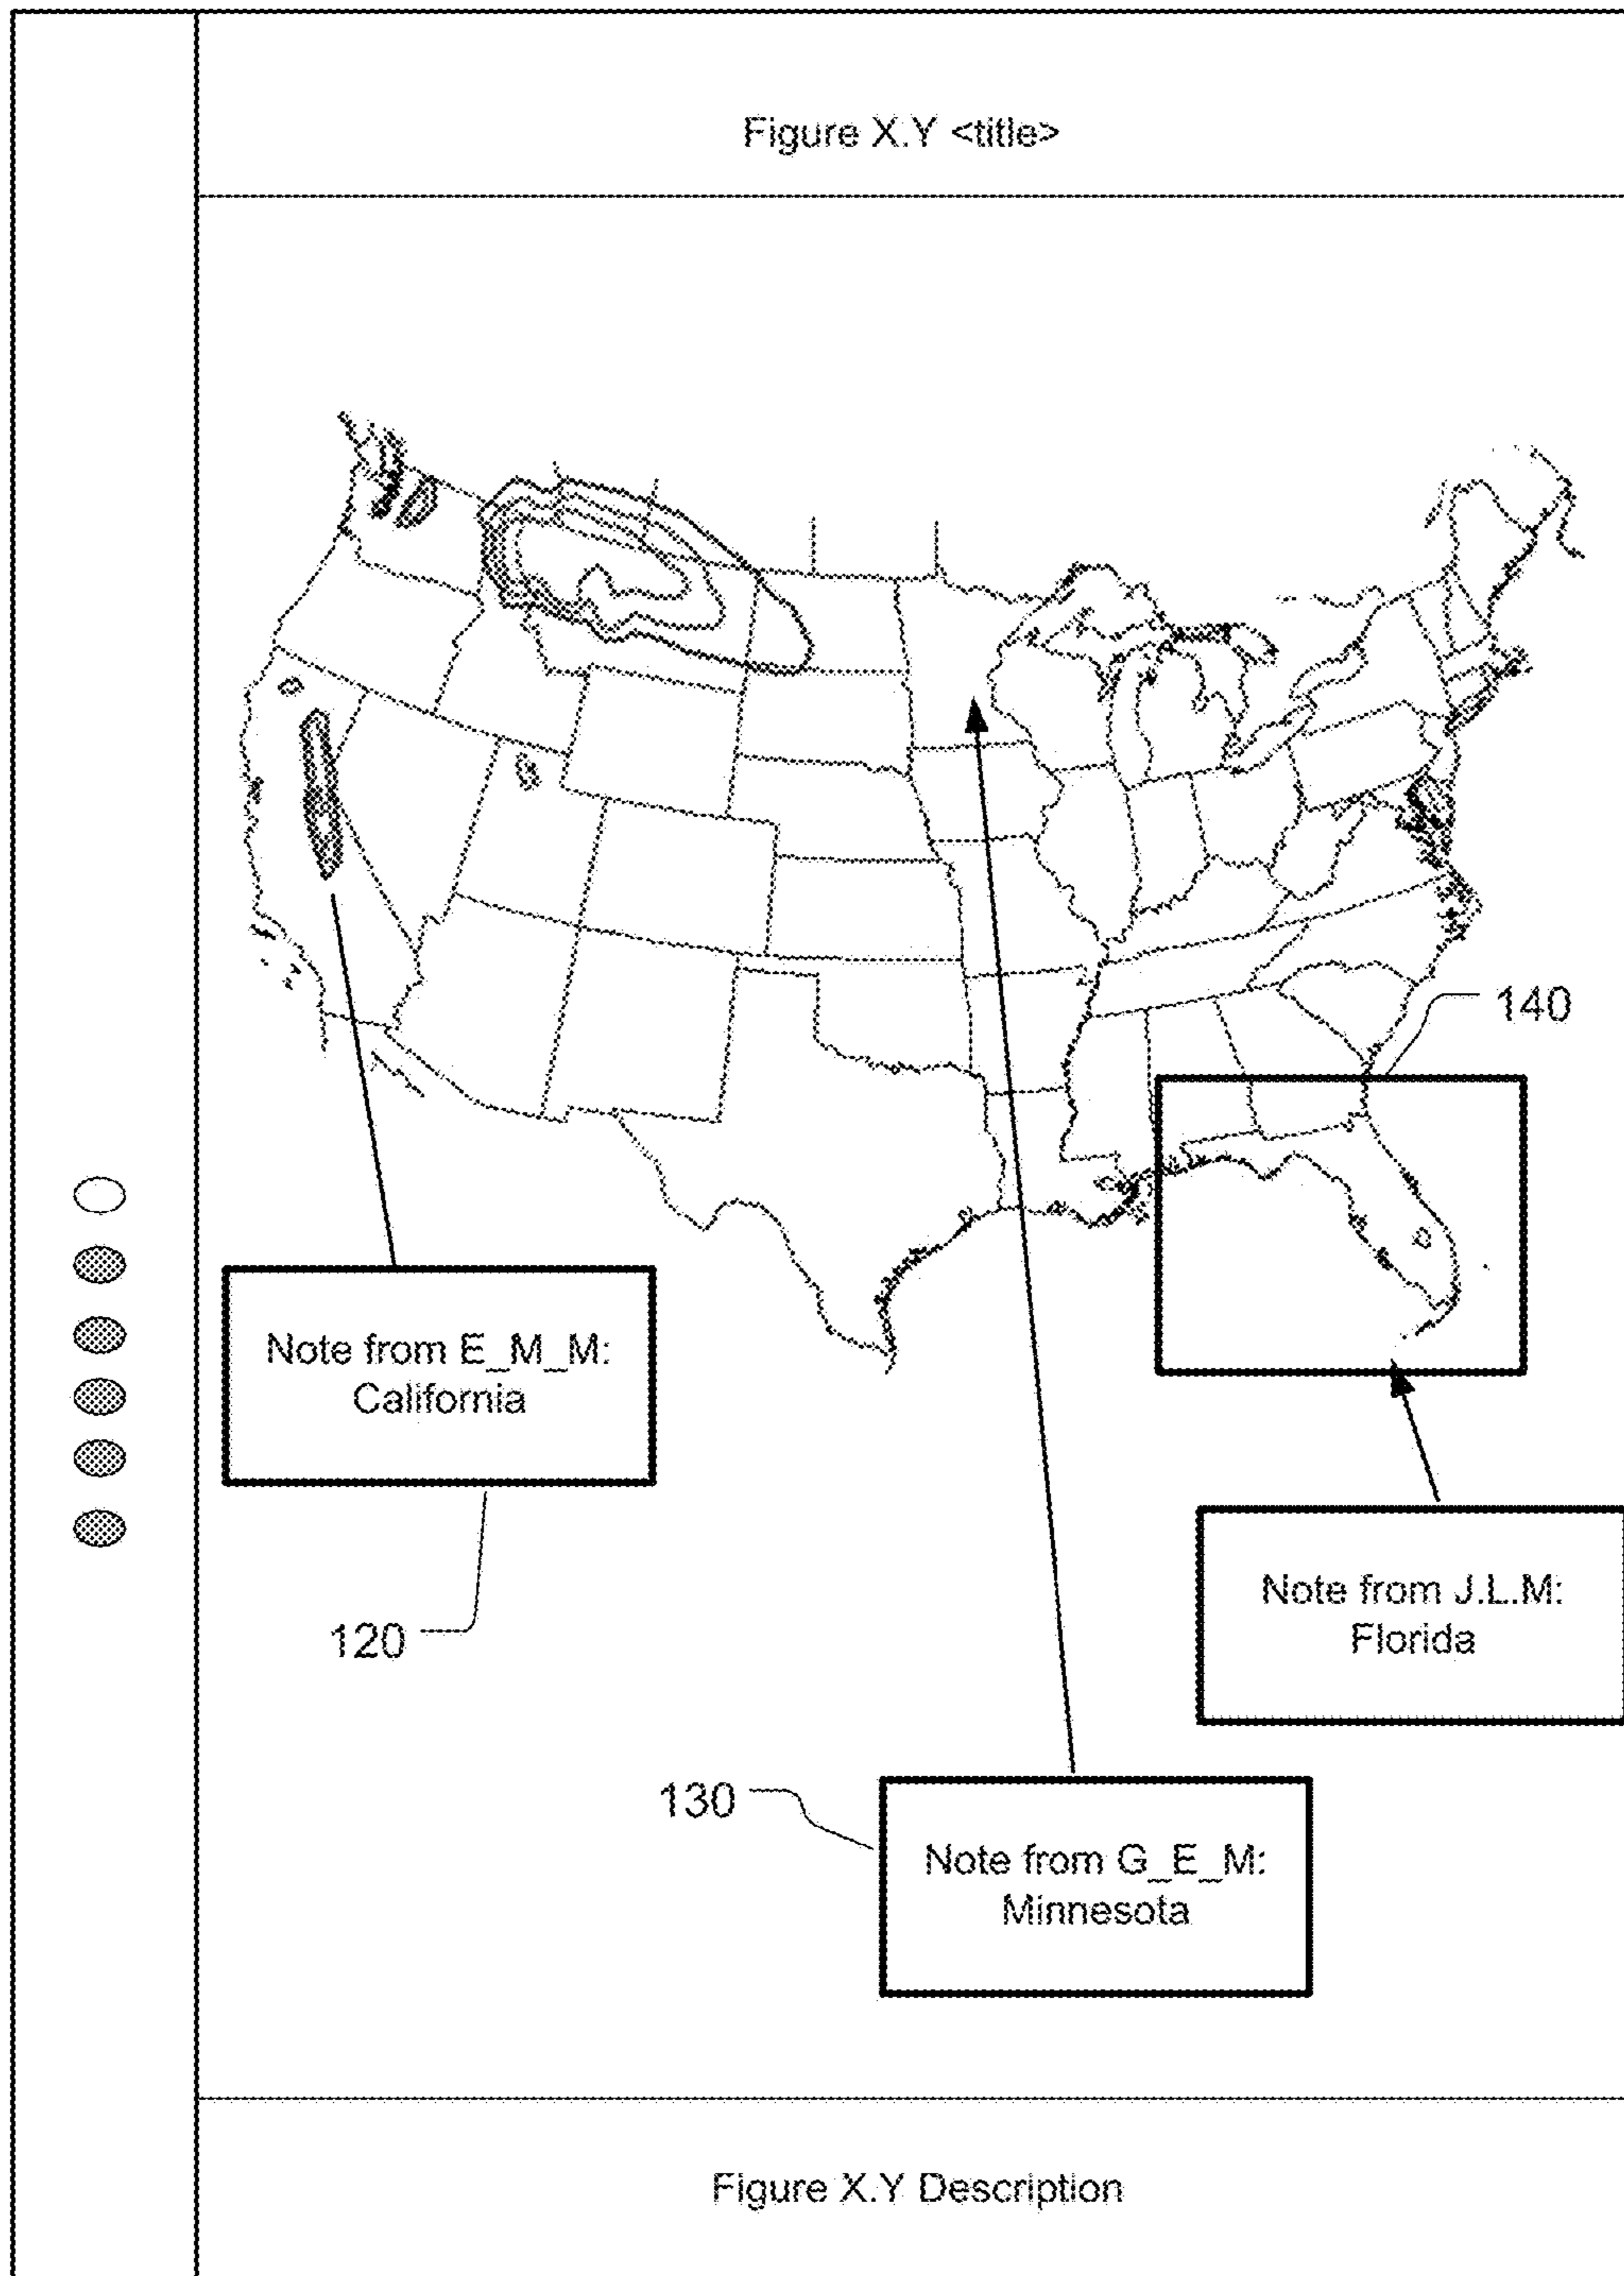 Figure X.Y <title>
140
Note from E_M_M:
California
120
Note from J.L.M:
Florida
130
Note from G_E_M:
Minnesota
Figure X.Y Description